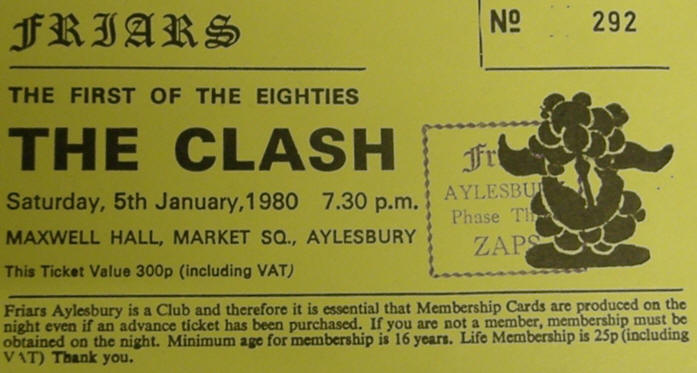 FRIARS
Nº 292
THE FIRST OF THE EIGHTIES
THE CLASH
Saturday, 5th January, 1980 7.30 p.m.
MAXWELL HALL, MARKET SQ., AYLESBURY
This Ticket Value 300p (including VAT)
Fr
AYLESBU
Phase Th
ZAPS
Friars Aylesbury is a Club and therefore it is essential that Membership Cards are produced on the
night even if an advance ticket has been purchased. If you are not a member, membership must be
obtained on the night. Minimum age for membership is 16 years. Life Membership is 25p (including
VAT) Thank you.